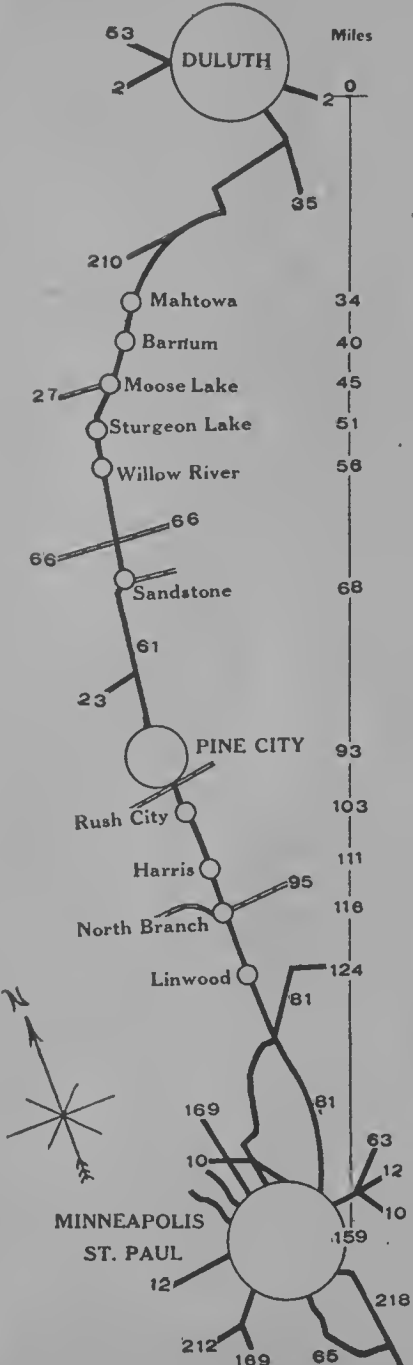 53
Miles
DULUTH
2
2
0
35
210
Mahtowa
34
Barnum
40
Moose Lake
45
27
Sturgeon Lake
51
Willow River
56
66
66
Sandstone
68
61
23
PINE CITY
93
Rush City
103
Harris
111
95
North Branch
116
Linwood
124
81
N
81
169
63
10
12
10
MINNEAPOLIS
ST. PAUL
159
12
218
212
169
65